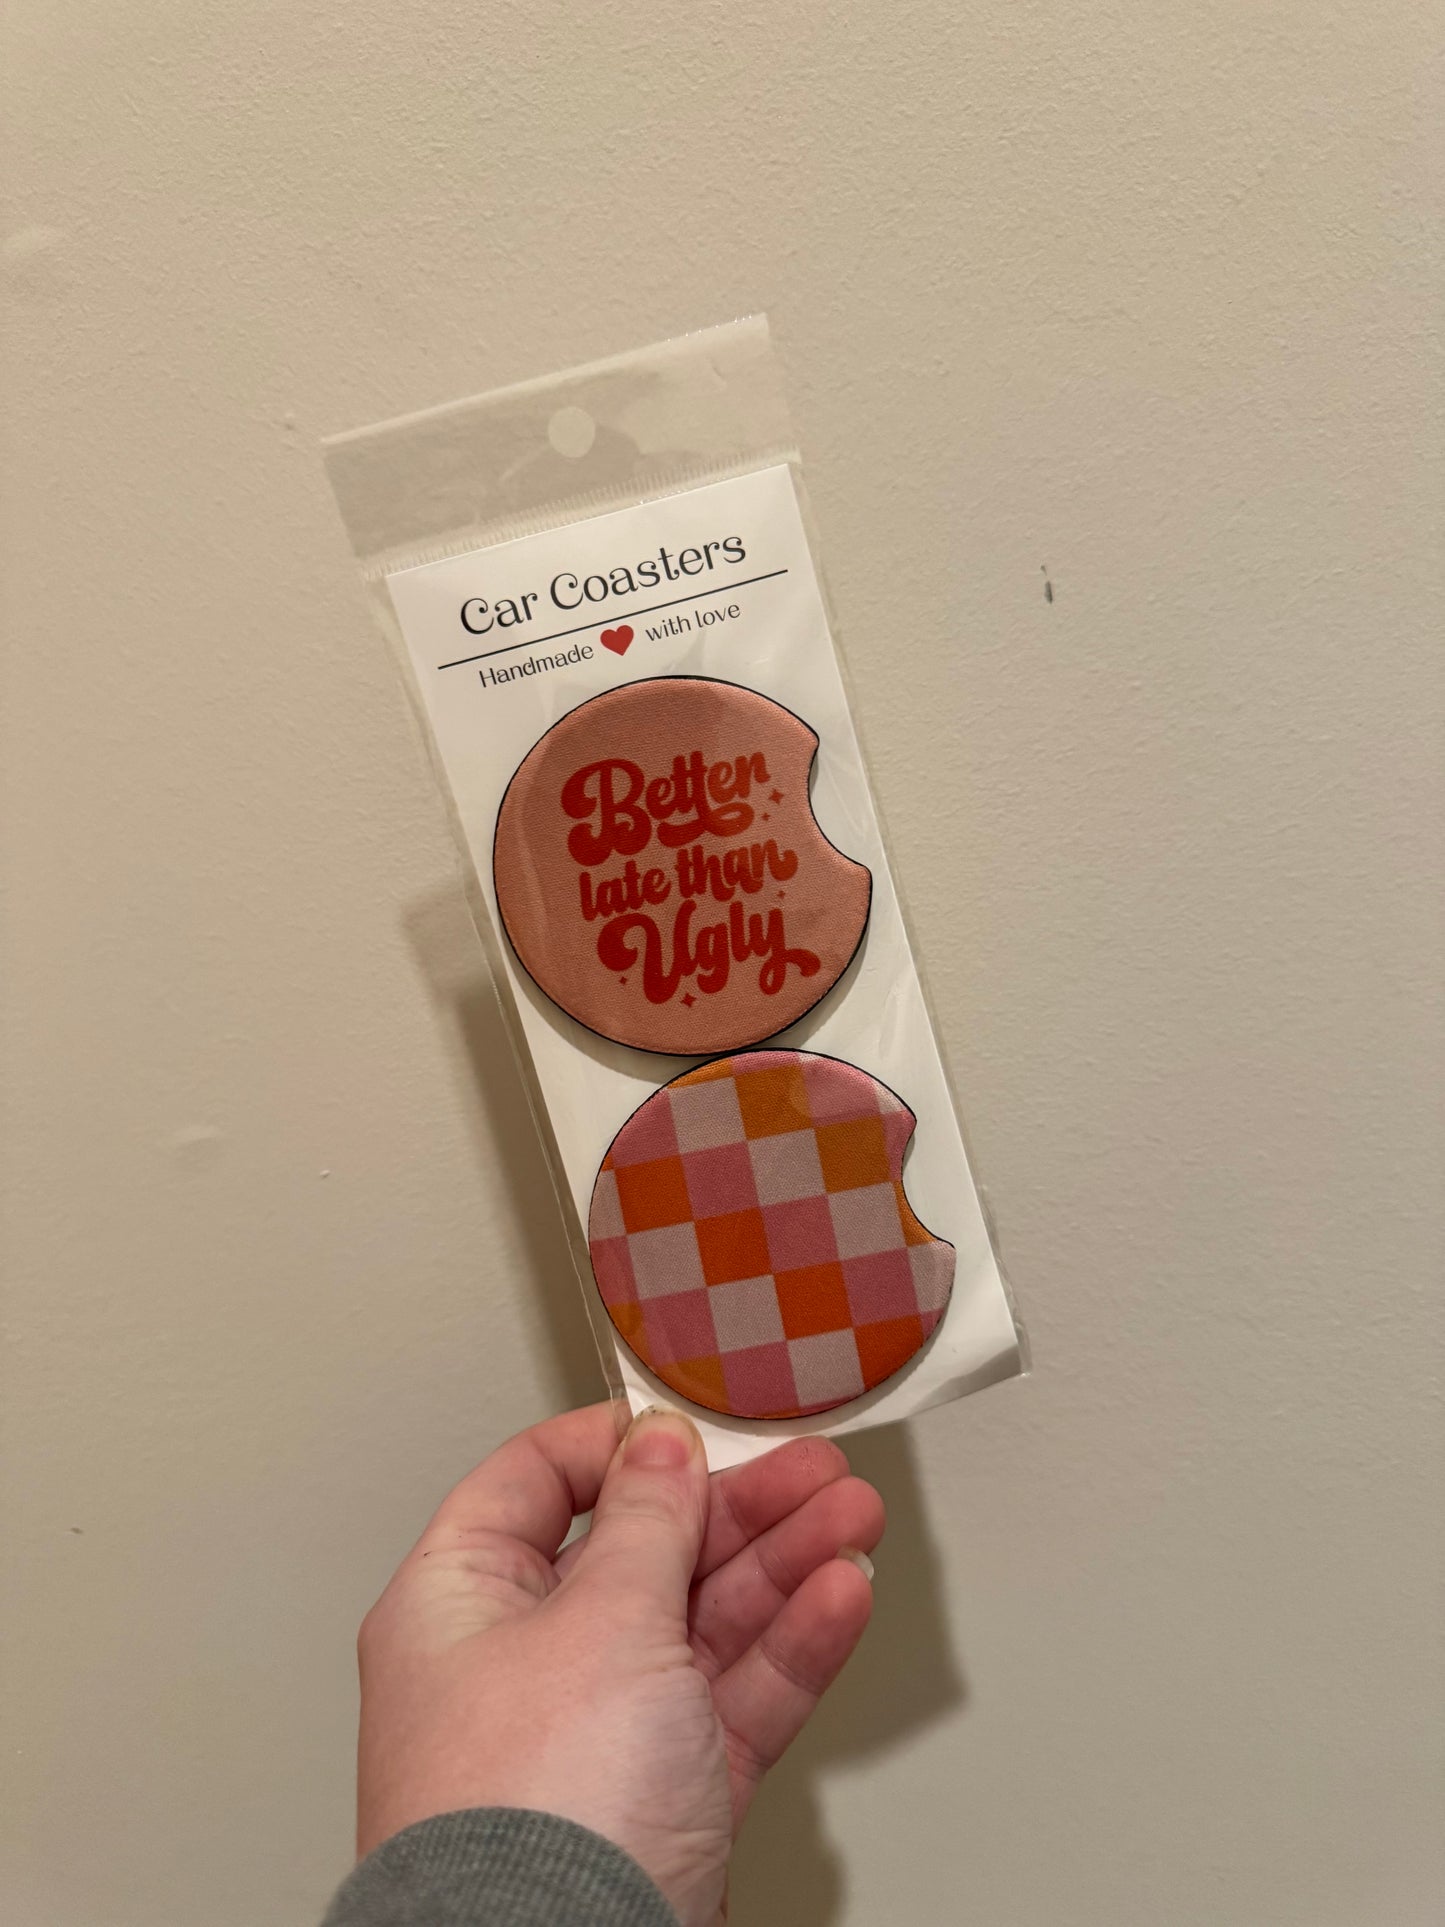 Car Coasters
Handmade with love
Better
late than
Ugly